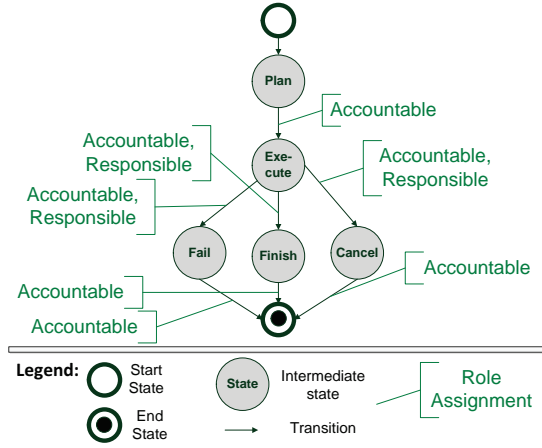 Plan
Accountable
Accountable,
Responsible
Exe-
cute
Accountable,
Responsible
Accountable,
Responsible
Fail
Finish
Cancel
Accountable
Accountable
Accountable
Legend:
Start
State
State
Intermediate
state
Role
Assignment
End
State
Transition